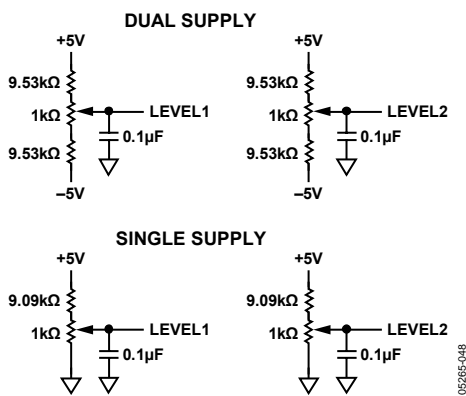 DUAL SUPPLY
+5V +5V
9.53kΩ 9.53kΩ
1kΩ LEVEL1 1kΩ LEVEL2
0.1µF 0.1µF
9.53kΩ 9.53kΩ
–5V –5V
SINGLE SUPPLY
+5V +5V
9.09kΩ 9.09kΩ
1kΩ LEVEL1 1kΩ LEVEL2
0.1µF 0.1µF
05265-048